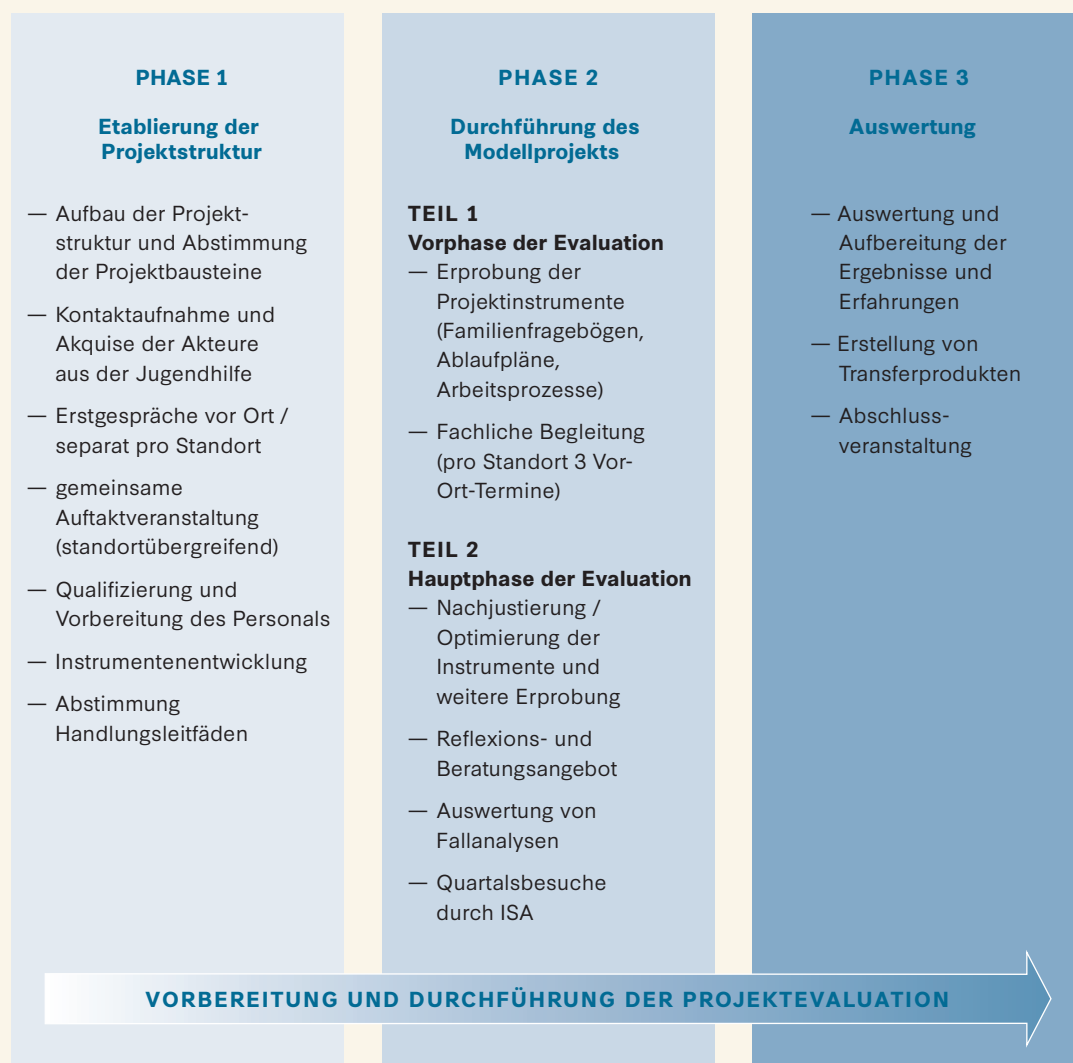 PHASE 1
Etablierung der
Projektstruktur
— Aufbau der Projekt-
struktur und Abstimmung
der Projektbausteine
— Kontaktaufnahme und
Akquise der Akteure
aus der Jugendhilfe
— Erstgespräche vor Ort /
separat pro Standort
— gemeinsame
Auftaktveranstaltung
(standortübergreifend)
— Qualifizierung und
Vorbereitung des Personals
— Instrumentenentwicklung
— Abstimmung
Handlungsleitfäden
PHASE 2
Durchführung des
Modellprojekts
TEIL 1
Vorphase der Evaluation
— Erprobung der
Projektinstrumente
(Familienfragebögen,
Ablaufpläne,
Arbeitsprozesse)
— Fachliche Begleitung
(pro Standort 3 Vor-
Ort-Termine)
TEIL 2
Hauptphase der Evaluation
— Nachjustierung /
Optimierung der
Instrumente und
weitere Erprobung
— Reflexions- und
Beratungsangebot
— Auswertung von
Fallanalysen
— Quartalsbesuche
durch ISA
PHASE 3
Auswertung
— Auswertung und
Aufbereitung der
Ergebnisse und
Erfahrungen
— Erstellung von
Transferprodukten
— Abschluss-
veranstaltung
VORBEREITUNG UND DURCHFÜHRUNG DER PROJEKTEVALUATION